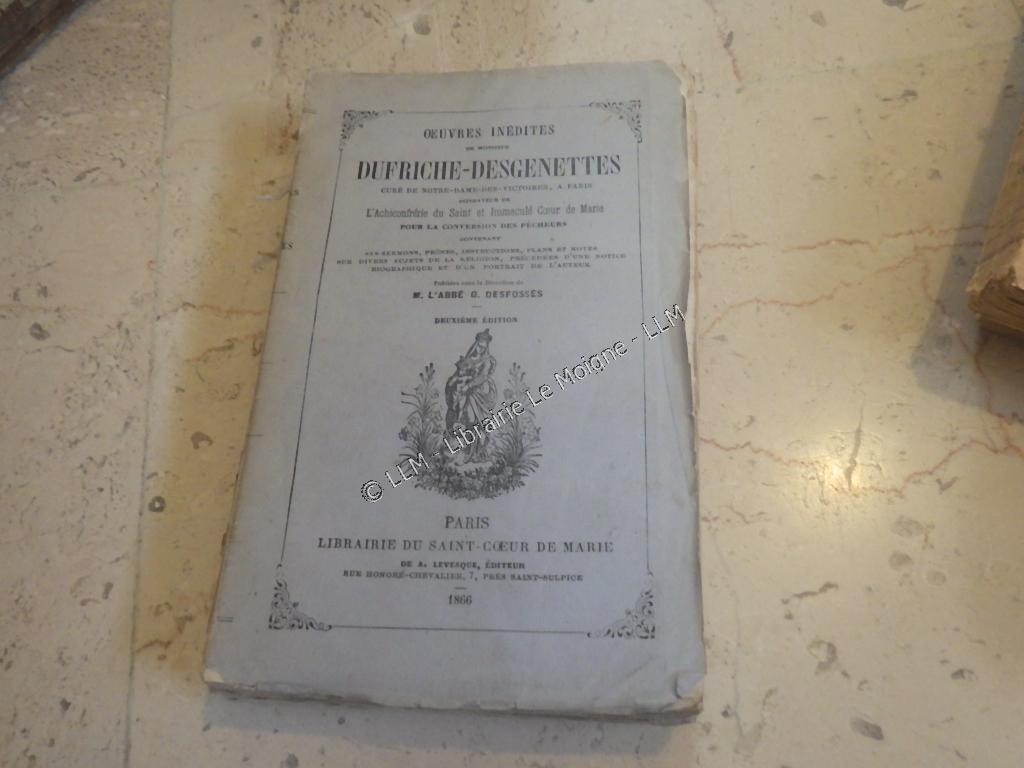 ŒUVRES INÉDITES
DE MONSIEUR
DUFRICHE-DESGENETTES
CURÉ DE NOTRE-DAME-DES-VICTOIRES, A PARIS
FONDATEUR DE
L'Achiconfrérie du Saint et Immaculé Cœur de Marie
POUR LA CONVERSION DES PÉCHEURS
CONTENANT
SES SERMONS, PRÔNES, INSTRUCTIONS, PLANS ET NOTES
SUR DIVERS SUJETS DE LA RELIGION, PRÉCÉDÉES D'UNE NOTICE
BIOGRAPHIQUE ET D'UN PORTRAIT DE L'AUTEUR
Publiées sous la Direction de
M. L'ABBÉ G. DESFOSSÉS
DEUXIÈME ÉDITION
© LLM - Librairie Le Moigne - LLM
PARIS
LIBRAIRIE DU SAINT-CŒUR DE MARIE
DE A. LEVESQUE, ÉDITEUR
RUE HONORÉ-CHEVALIER, 7, PRÈS SAINT-SULPICE
1866